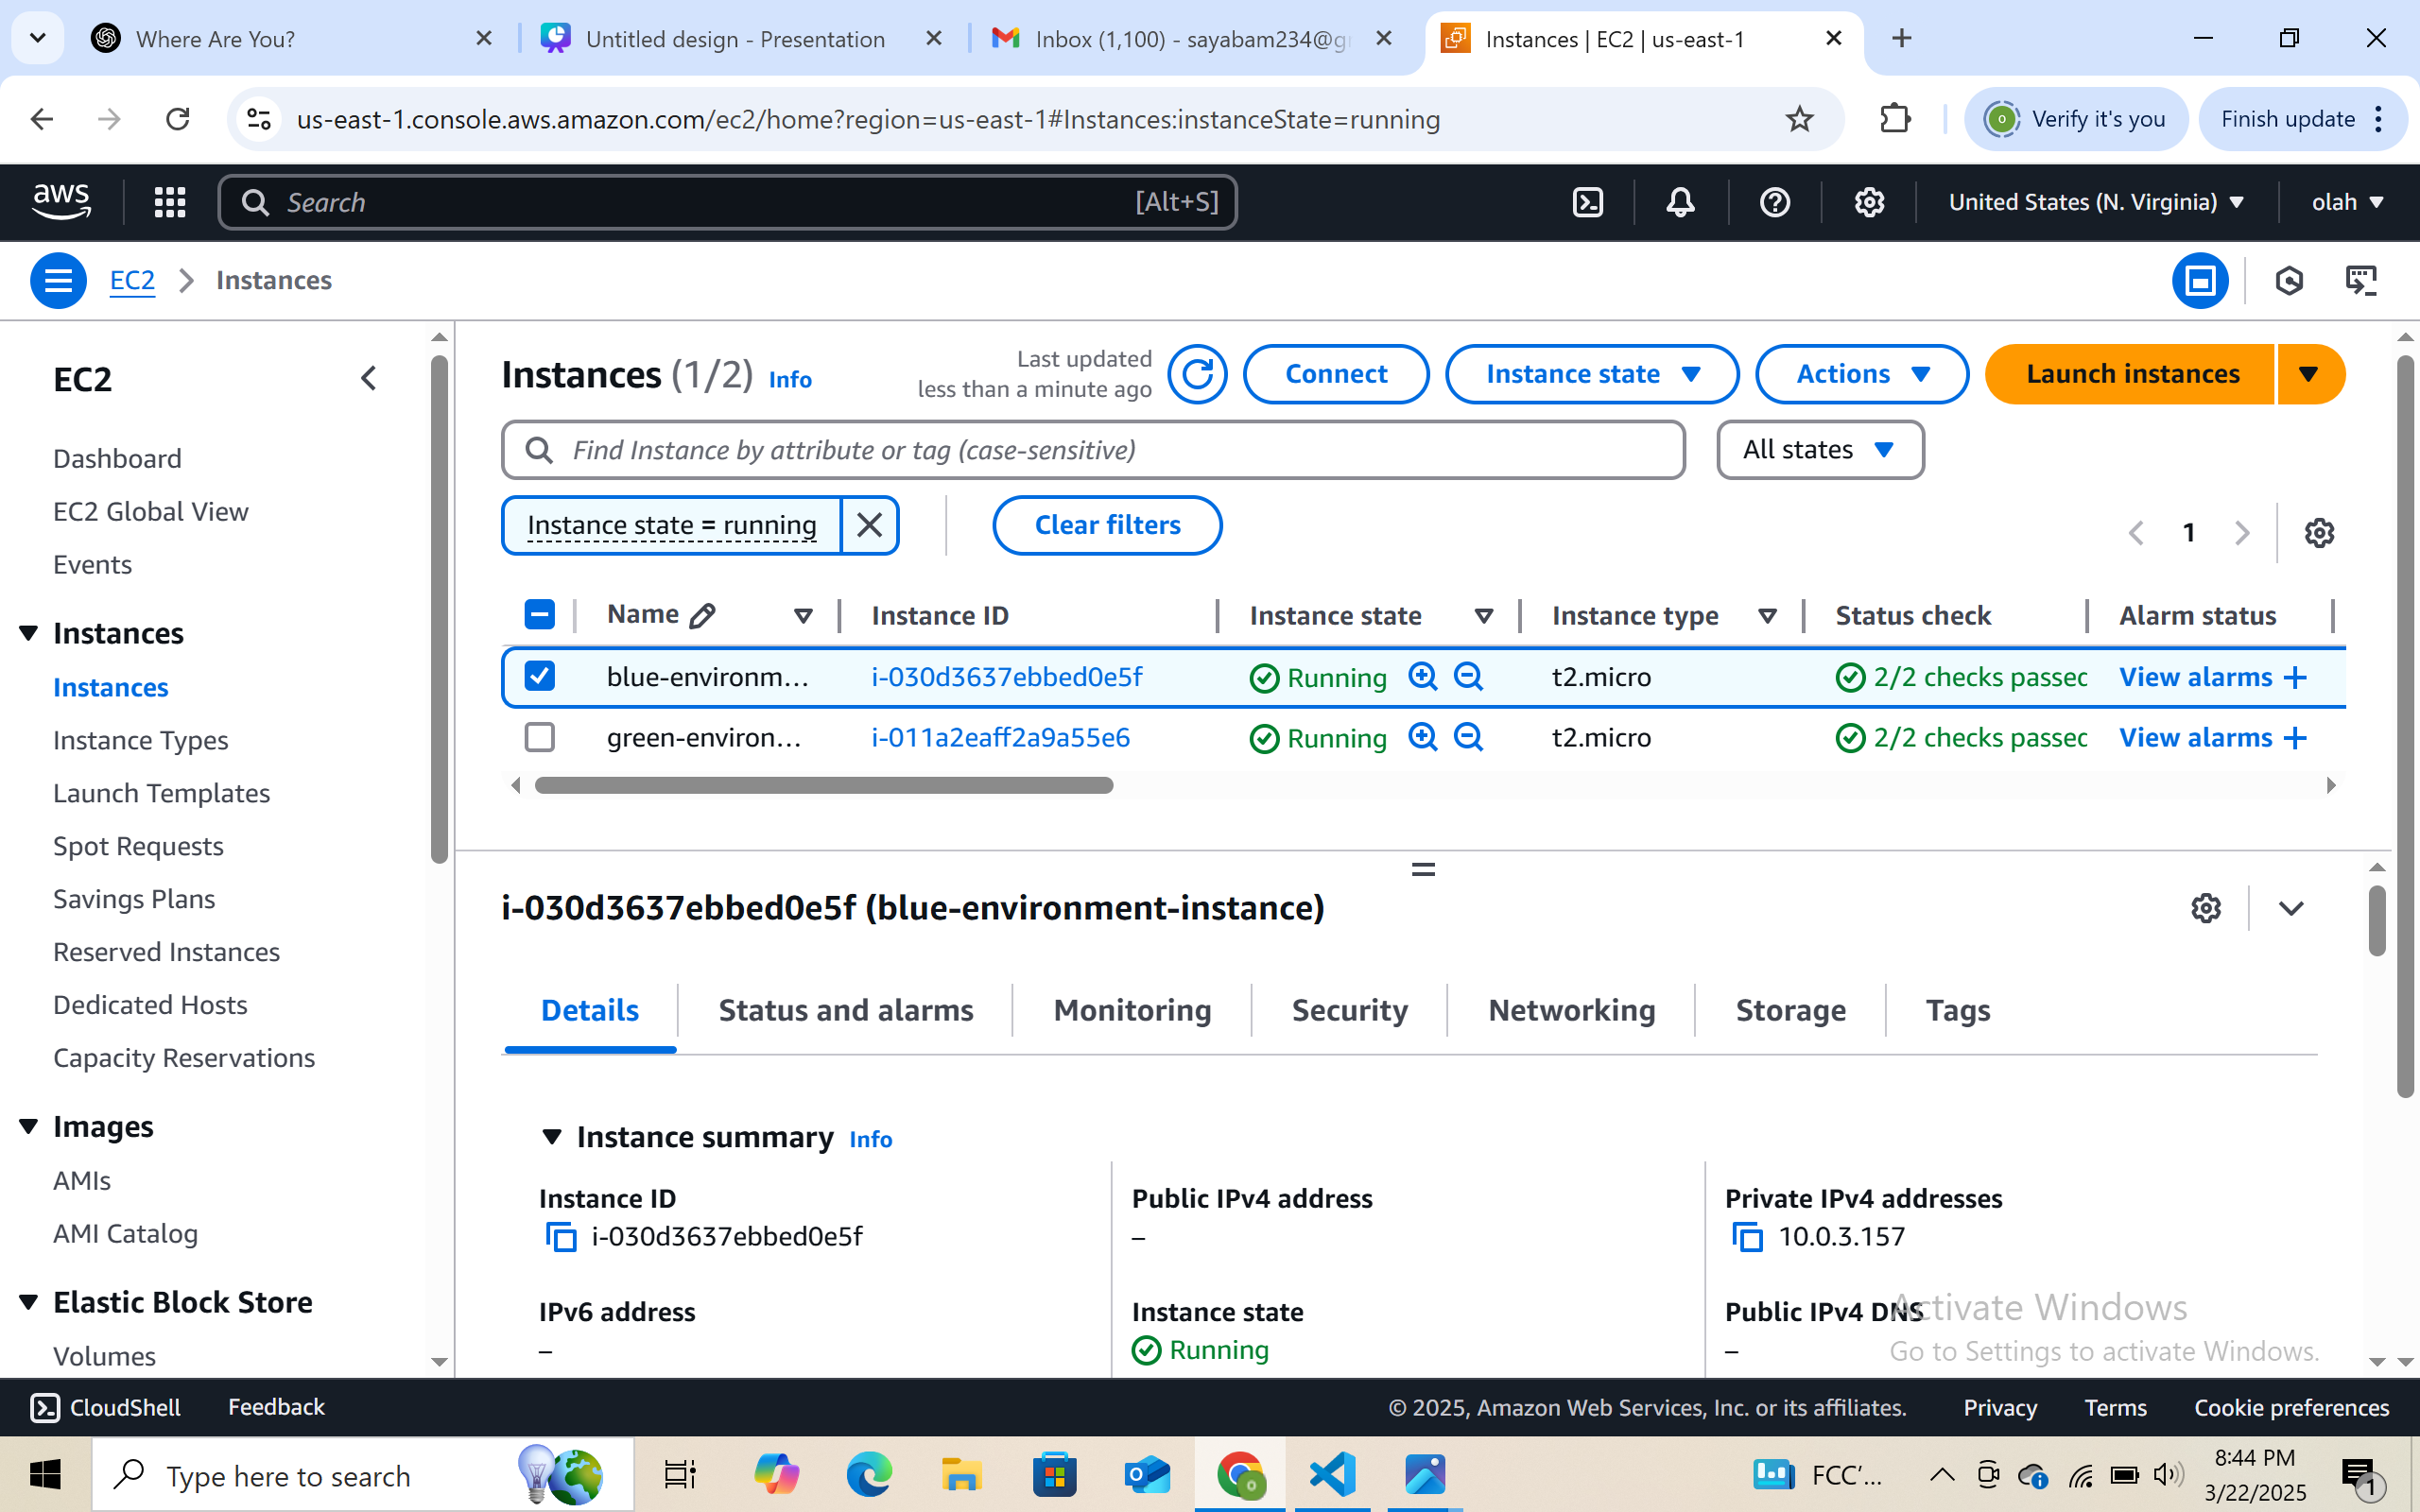 Where Are You?
Untitled design - Presentation
Inbox (1,100) - sayabam234@g
Instances | EC2 | us-east-1
us-east-1.console.aws.amazon.com/ec2/home?region=us-east-1#Instances:instanceState=running
Verify it's you
Finish update
aws
Search
[Alt+S]
United States (N. Virginia)
olah
EC2
Instances
EC2
Dashboard
EC2 Global View
Events
Instances
Instances
Instance Types
Launch Templates
Spot Requests
Savings Plans
Reserved Instances
Dedicated Hosts
Capacity Reservations
Images
AMIs
AMI Catalog
Elastic Block Store
Volumes
Instances (1/2) Info
Last updated
less than a minute ago
Connect
Instance state
Actions
Launch instances
Find Instance by attribute or tag (case-sensitive)
All states
Instance state = running
Clear filters
1
Name
Instance ID
Instance state
Instance type
Status check
Alarm status
blue-environm... i-030d3637ebbed0e5f Running t2.micro 2/2 checks passec View alarms +
green-environ... i-011a2eaff2a9a55e6 Running t2.micro 2/2 checks passec View alarms +
i-030d3637ebbed0e5f (blue-environment-instance)
Details
Status and alarms
Monitoring
Security
Networking
Storage
Tags
Instance summary Info
Instance ID
i-030d3637ebbed0e5f
Public IPv4 address
–
Private IPv4 addresses
10.0.3.157
IPv6 address
–
Instance state
Running
Public IPv4 DNS
–
Activate Windows
Go to Settings to activate Windows.
CloudShell
Feedback
© 2025, Amazon Web Services, Inc. or its affiliates.
Privacy
Terms
Cookie preferences
Type here to search
FCC'...
8:44 PM
3/22/2025
1